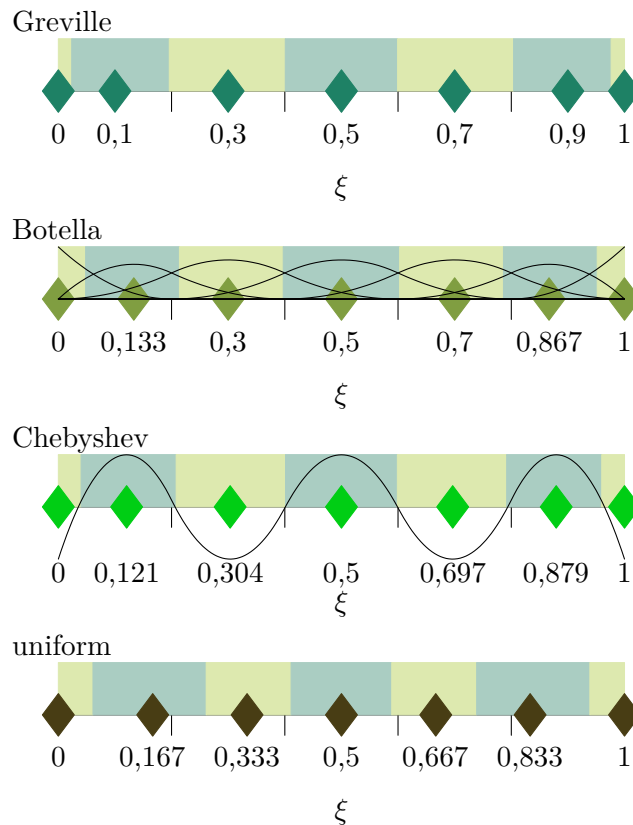 Greville
0 0,1 0,3 0,5 0,7 0,9 1
ξ
Botella
0 0,133 0,3 0,5 0,7 0,867 1
ξ
Chebyshev
0 0,121 0,304 0,5 0,697 0,879 1
ξ
uniform
0 0,167 0,333 0,5 0,667 0,833 1
ξ